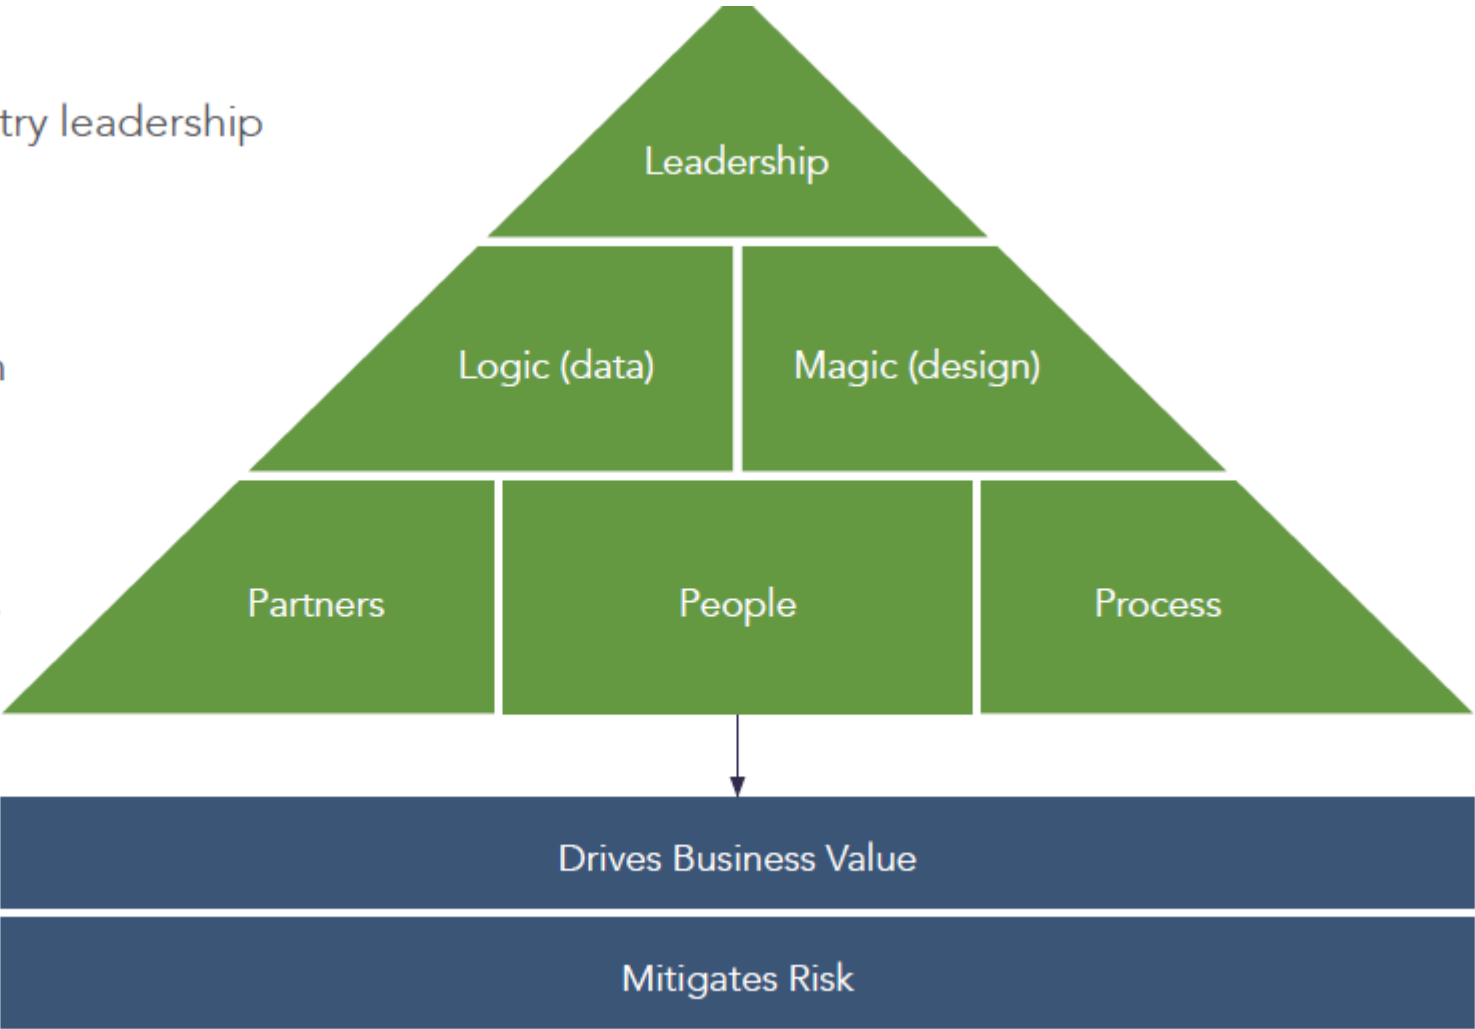 try leadership
Leadership
Logic (data)
Magic (design)
Partners
People
Process
Drives Business Value
Mitigates Risk